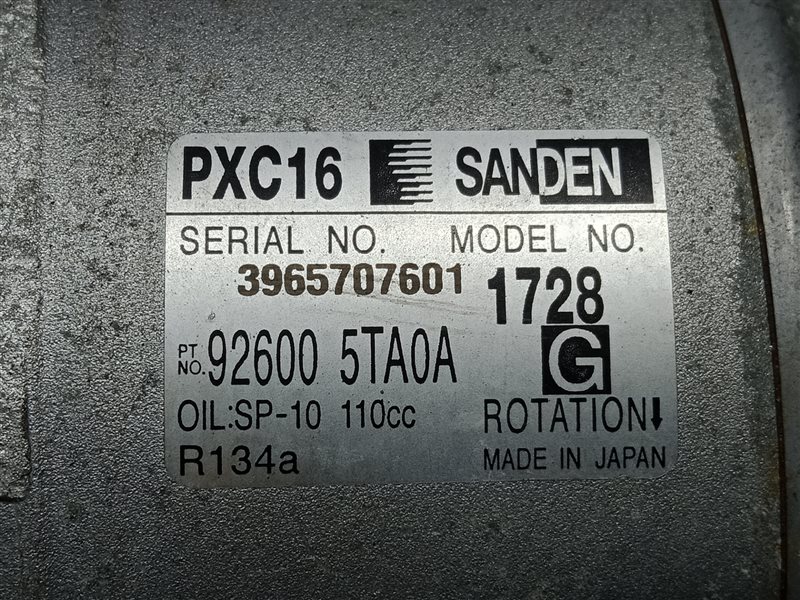 PXC16 SANDEN
SERIAL NO. MODEL NO.
3965707601 1728
PT NO. 92600 5TA0A G
OIL:SP-10 110cc ROTATION↓
R134a MADE IN JAPAN